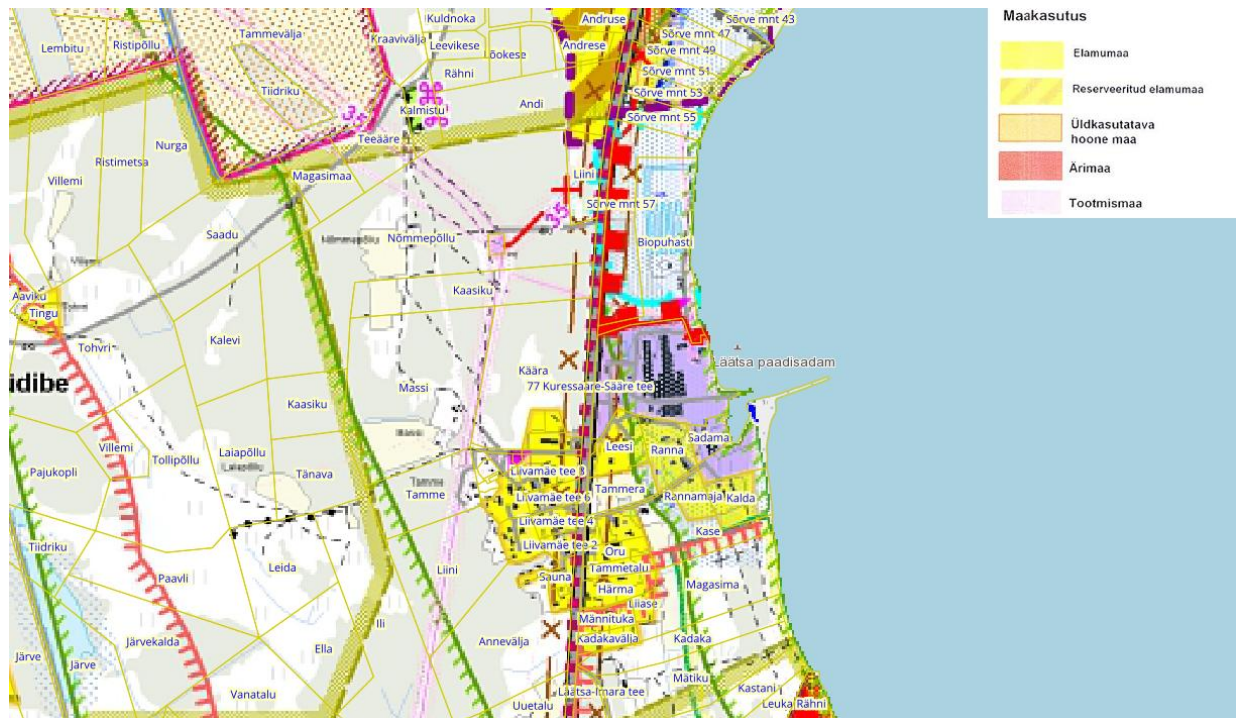 Maakasutus
Elamumaa
Reserveeritud elamumaa
Üldkasutatava
hoone maa
Ärimaa
Tootmismaa
Kuldnoka
Andruse
Sõrve mnt 43
Tammevälja
Kraavivälja
Sõrve mnt 47
Lembitu
Ristipõllu
Leevikese
Andrese
Sõrve mnt 49
Rähni
Sõrve mnt 51
Tiidriku
Sõrve mnt 53
Kalmistu
Andi
Sõrve mnt 55
Teeääre
Nurga
Ristimetsa
Magasimaa
Liini
Villemi
Sõrve mnt 57
35
Saadu
Nõmmepõllu
Biopuhasti
Kaasiku
Aaviku
Tingu
Kalevi
Tohvri
Läätsa paadisadam
Käära
77 Kuressaare-Sääre tee
Massi
Kaasiku
Villemi
Laiapõllu
Leesi
Ranna
Sadama
Pajukopli
Tollipõllu
Tänava
Tamme
Liivamäe tee 8
Tammera
Liivamäe tee 6
Rannamaja
Kalda
Liivamäe tee 4
Kase
Tiidriku
Liivamäe tee 2
Oru
Leida
Liini
Sauna
Tammetalu
Paavli
Härma
Magasima
Liiase
Ili
Männituka
Järvekalda
Ella
Annevälja
Kadakavälja
Kadaka
Järve
Järve
Mätiku
Vanatalu
Läätsa-Imara tee
Kastani
Uuetalu
Leuka
Rähni